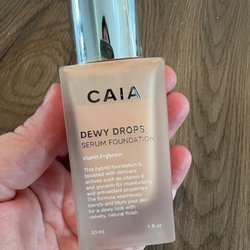 CAIA
DEWY DROPS
SERUM FOUNDATION
vitamin E+glycerin
This hybrid foundation is
boosted with skincare
actives such as vitamin E
and glycerin for moisturizing
and antioxidant properties.
The formula seamlessly
blends and blurs your skin
for a dewy look with
velvety, natural finish.
30 ml
1 fl oz